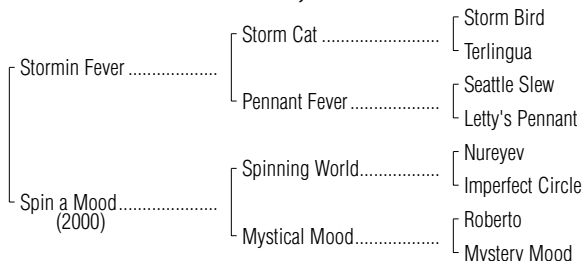 Storm Bird
Storm Cat ........................
Terlingua
Stormin Fever ..................
Seattle Slew
Pennant Fever ..................
Letty's Pennant
Nureyev
Spinning World................
Imperfect Circle
Spin a Mood....................
(2000)
Roberto
Mystical Mood.................
Mystery Mood